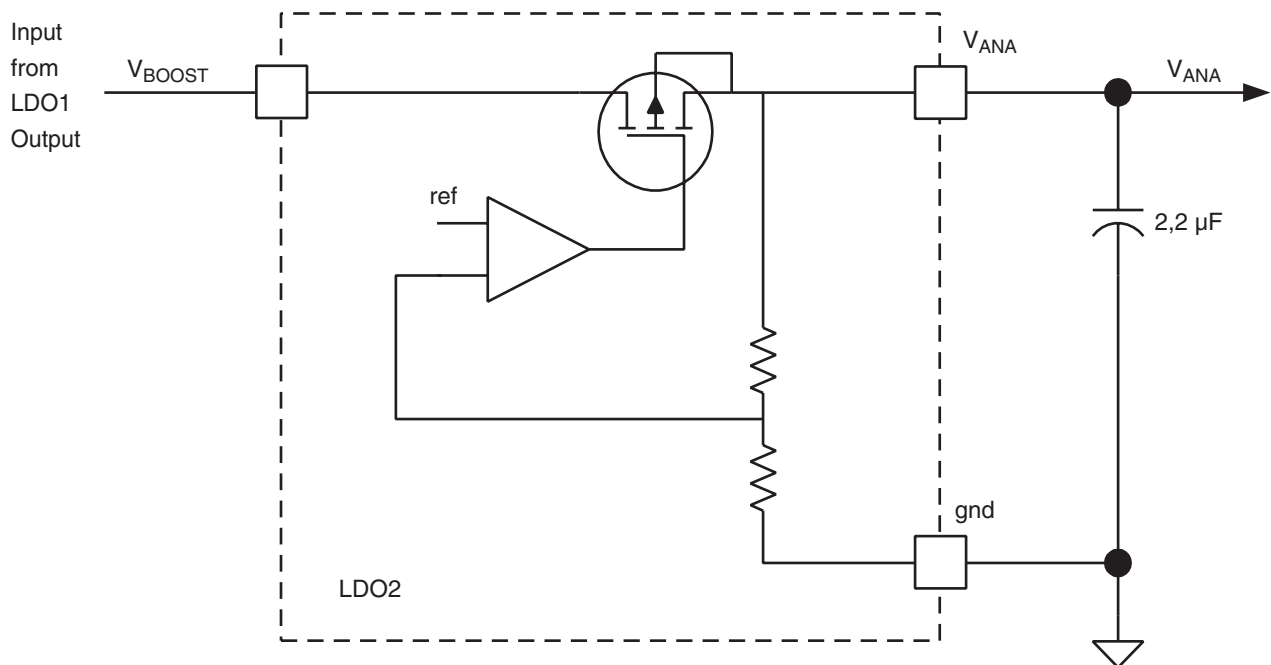 Input
from
LDO1
Output
VBOOST
VANA
VANA
ref
2,2 µF
gnd
LDO2